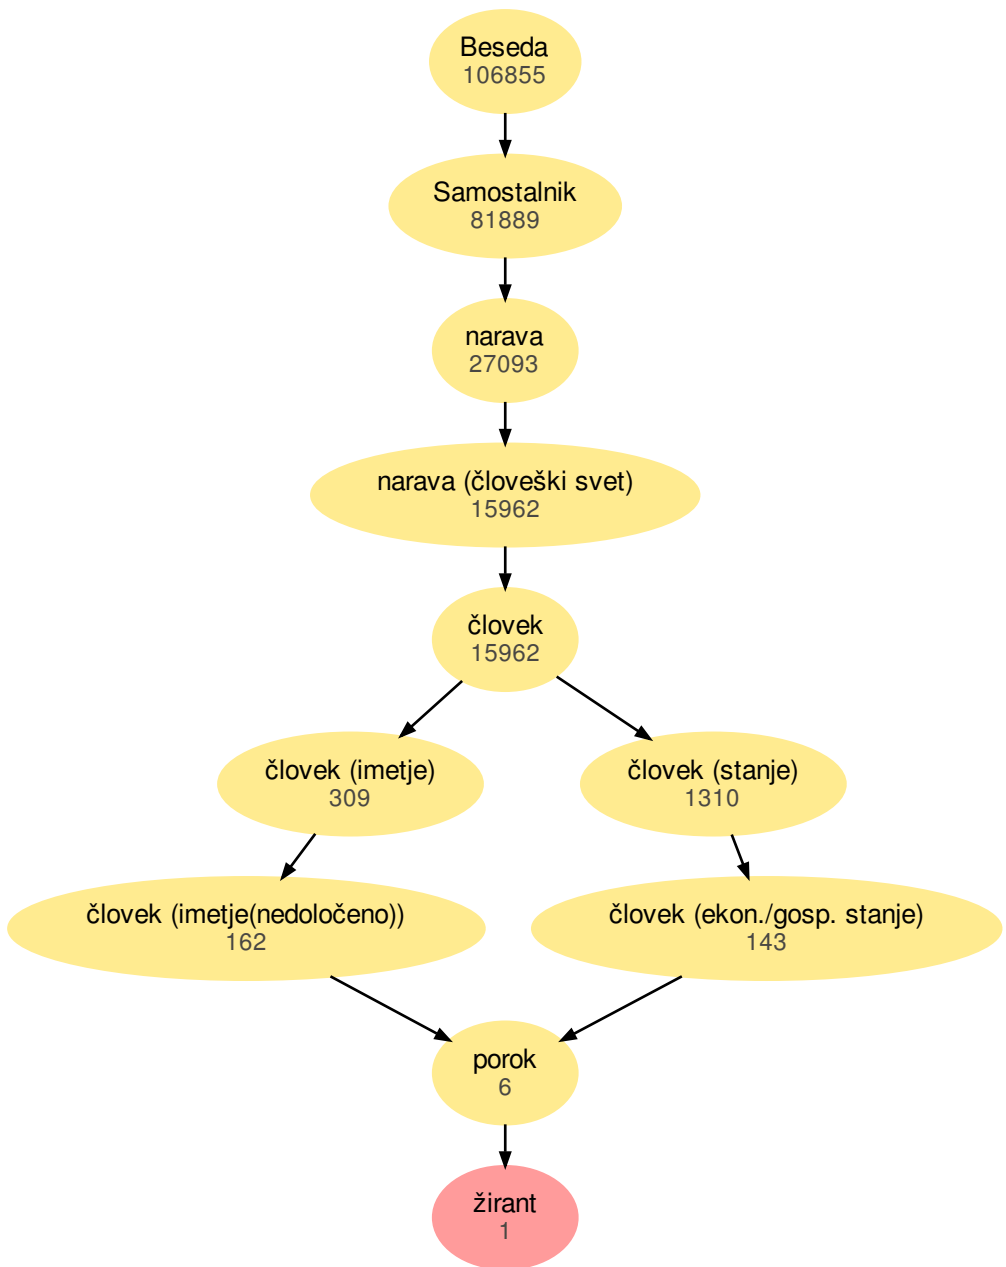 Beseda
106855
Samostalnik
81889
narava
27093
narava (človeški svet)
15962
človek
15962
človek (imetje)
309
človek (stanje)
1310
človek (imetje(nedoločeno))
162
človek (ekon./gosp. stanje)
143
porok
6
žirant
1